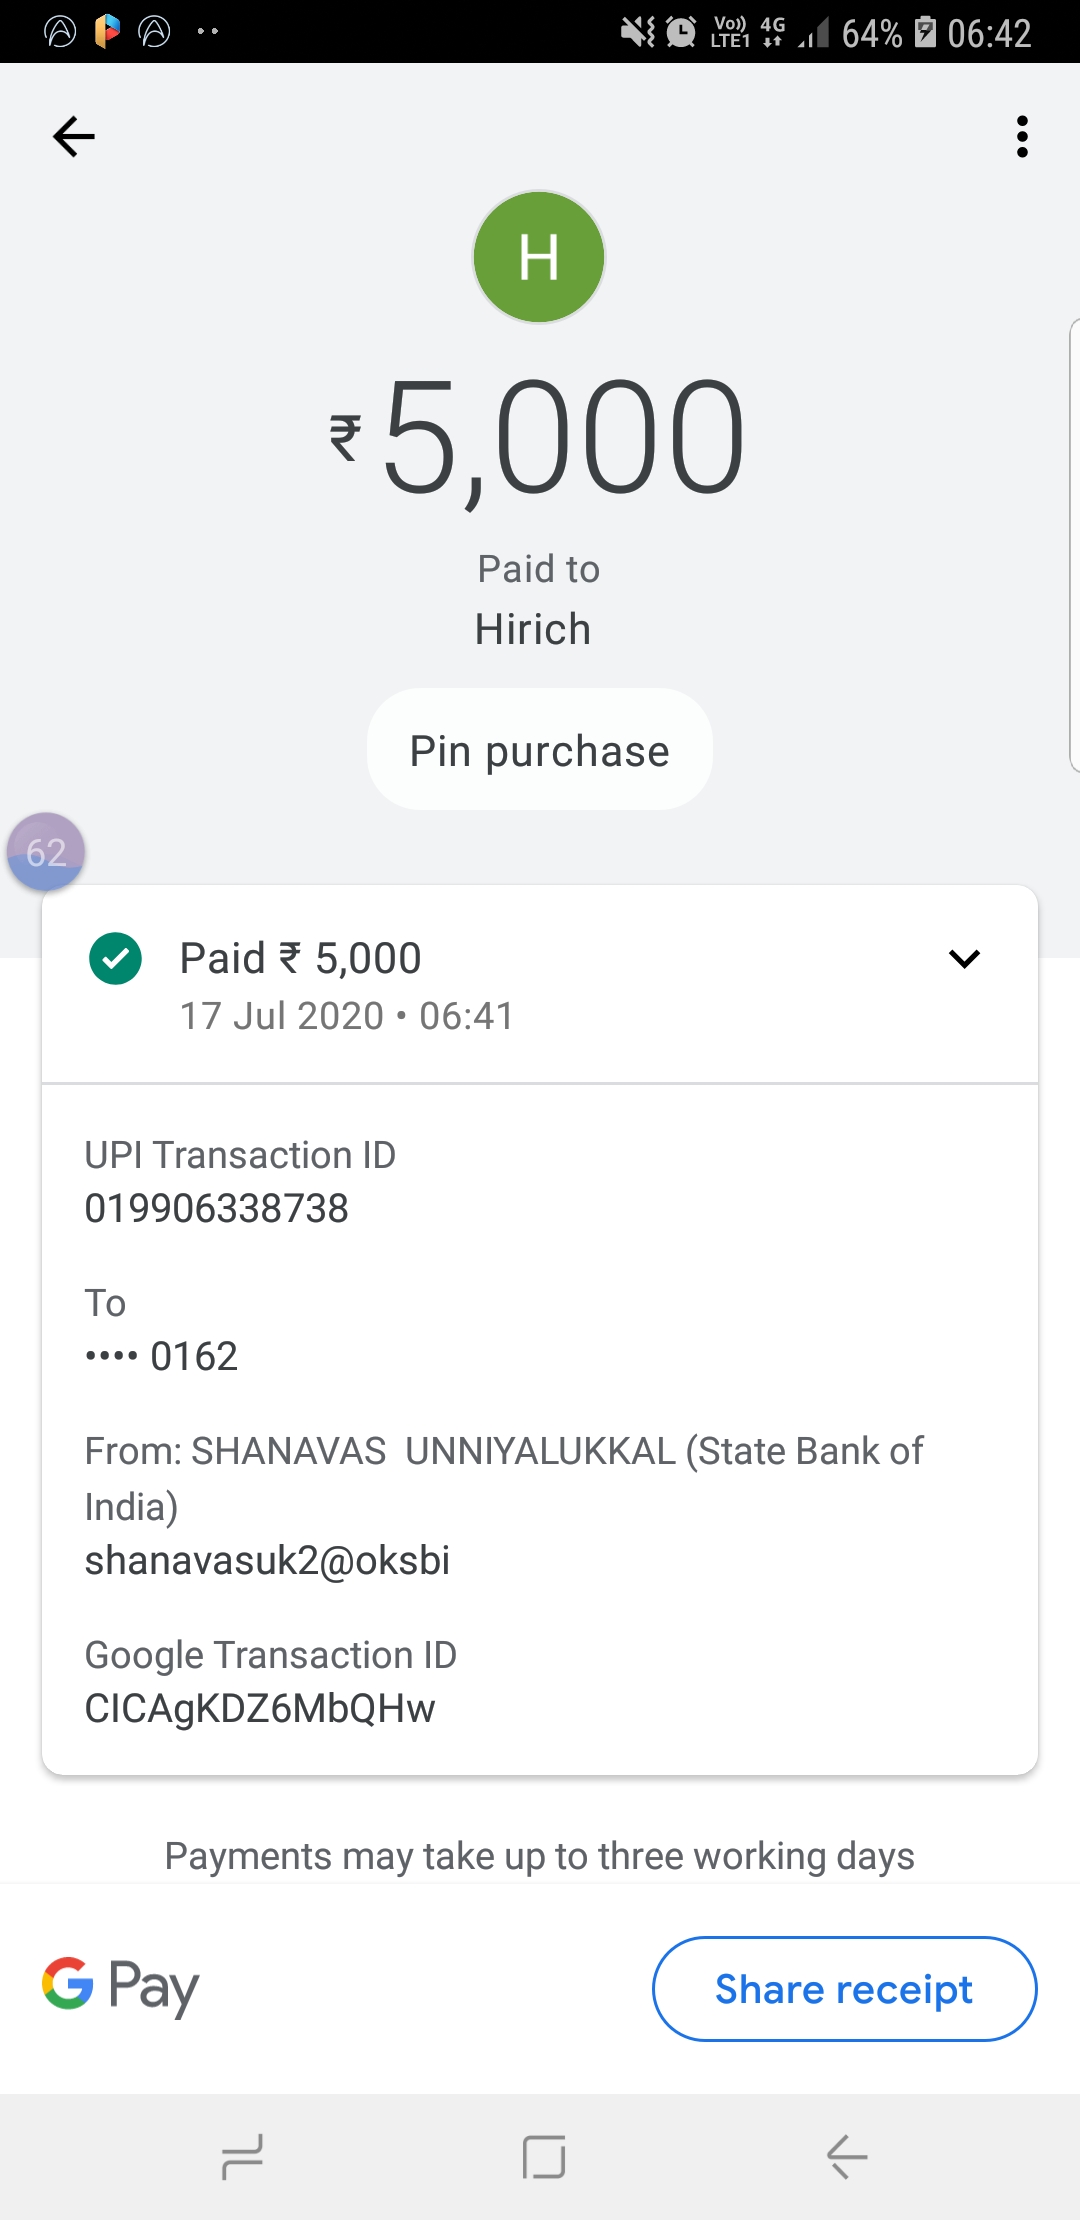 Vo)) 4G
LTE1
64% 06:42
H
₹5,000
Paid to
Hirich
Pin purchase
62
Paid ₹ 5,000
17 Jul 2020 • 06:41
UPI Transaction ID
019906338738
To
•••• 0162
From: SHANAVAS  UNNIYALUKKAL (State Bank of
India)
shanavasuk2@oksbi
Google Transaction ID
CICAgKDZ6MbQHw
Payments may take up to three working days
G Pay
Share receipt